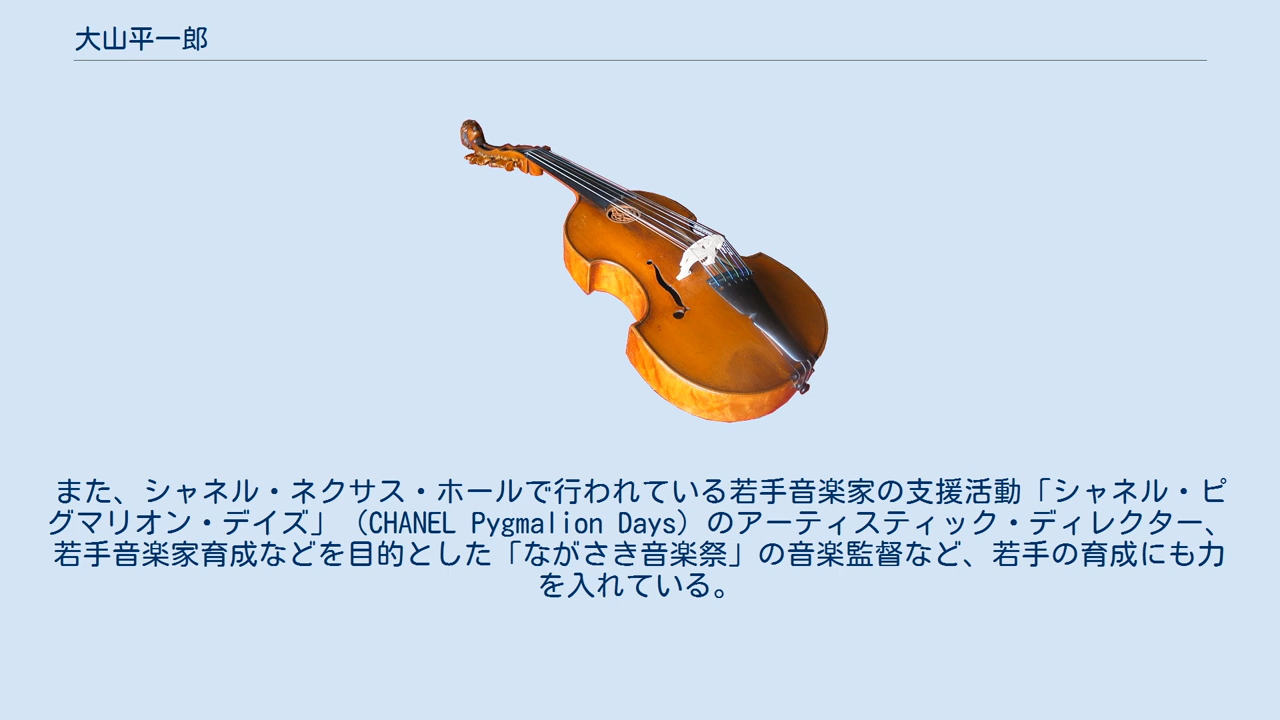 大山平一郎
また、シャネル・ネクサス・ホールで行われている若手音楽家の支援活動「シャネル・ピ
グマリオン・デイズ」（CHANEL Pygmalion Days）のアーティスティック・ディレクター、
若手音楽家育成などを目的とした「ながさき音楽祭」の音楽監督など、若手の育成にも力
を入れている。